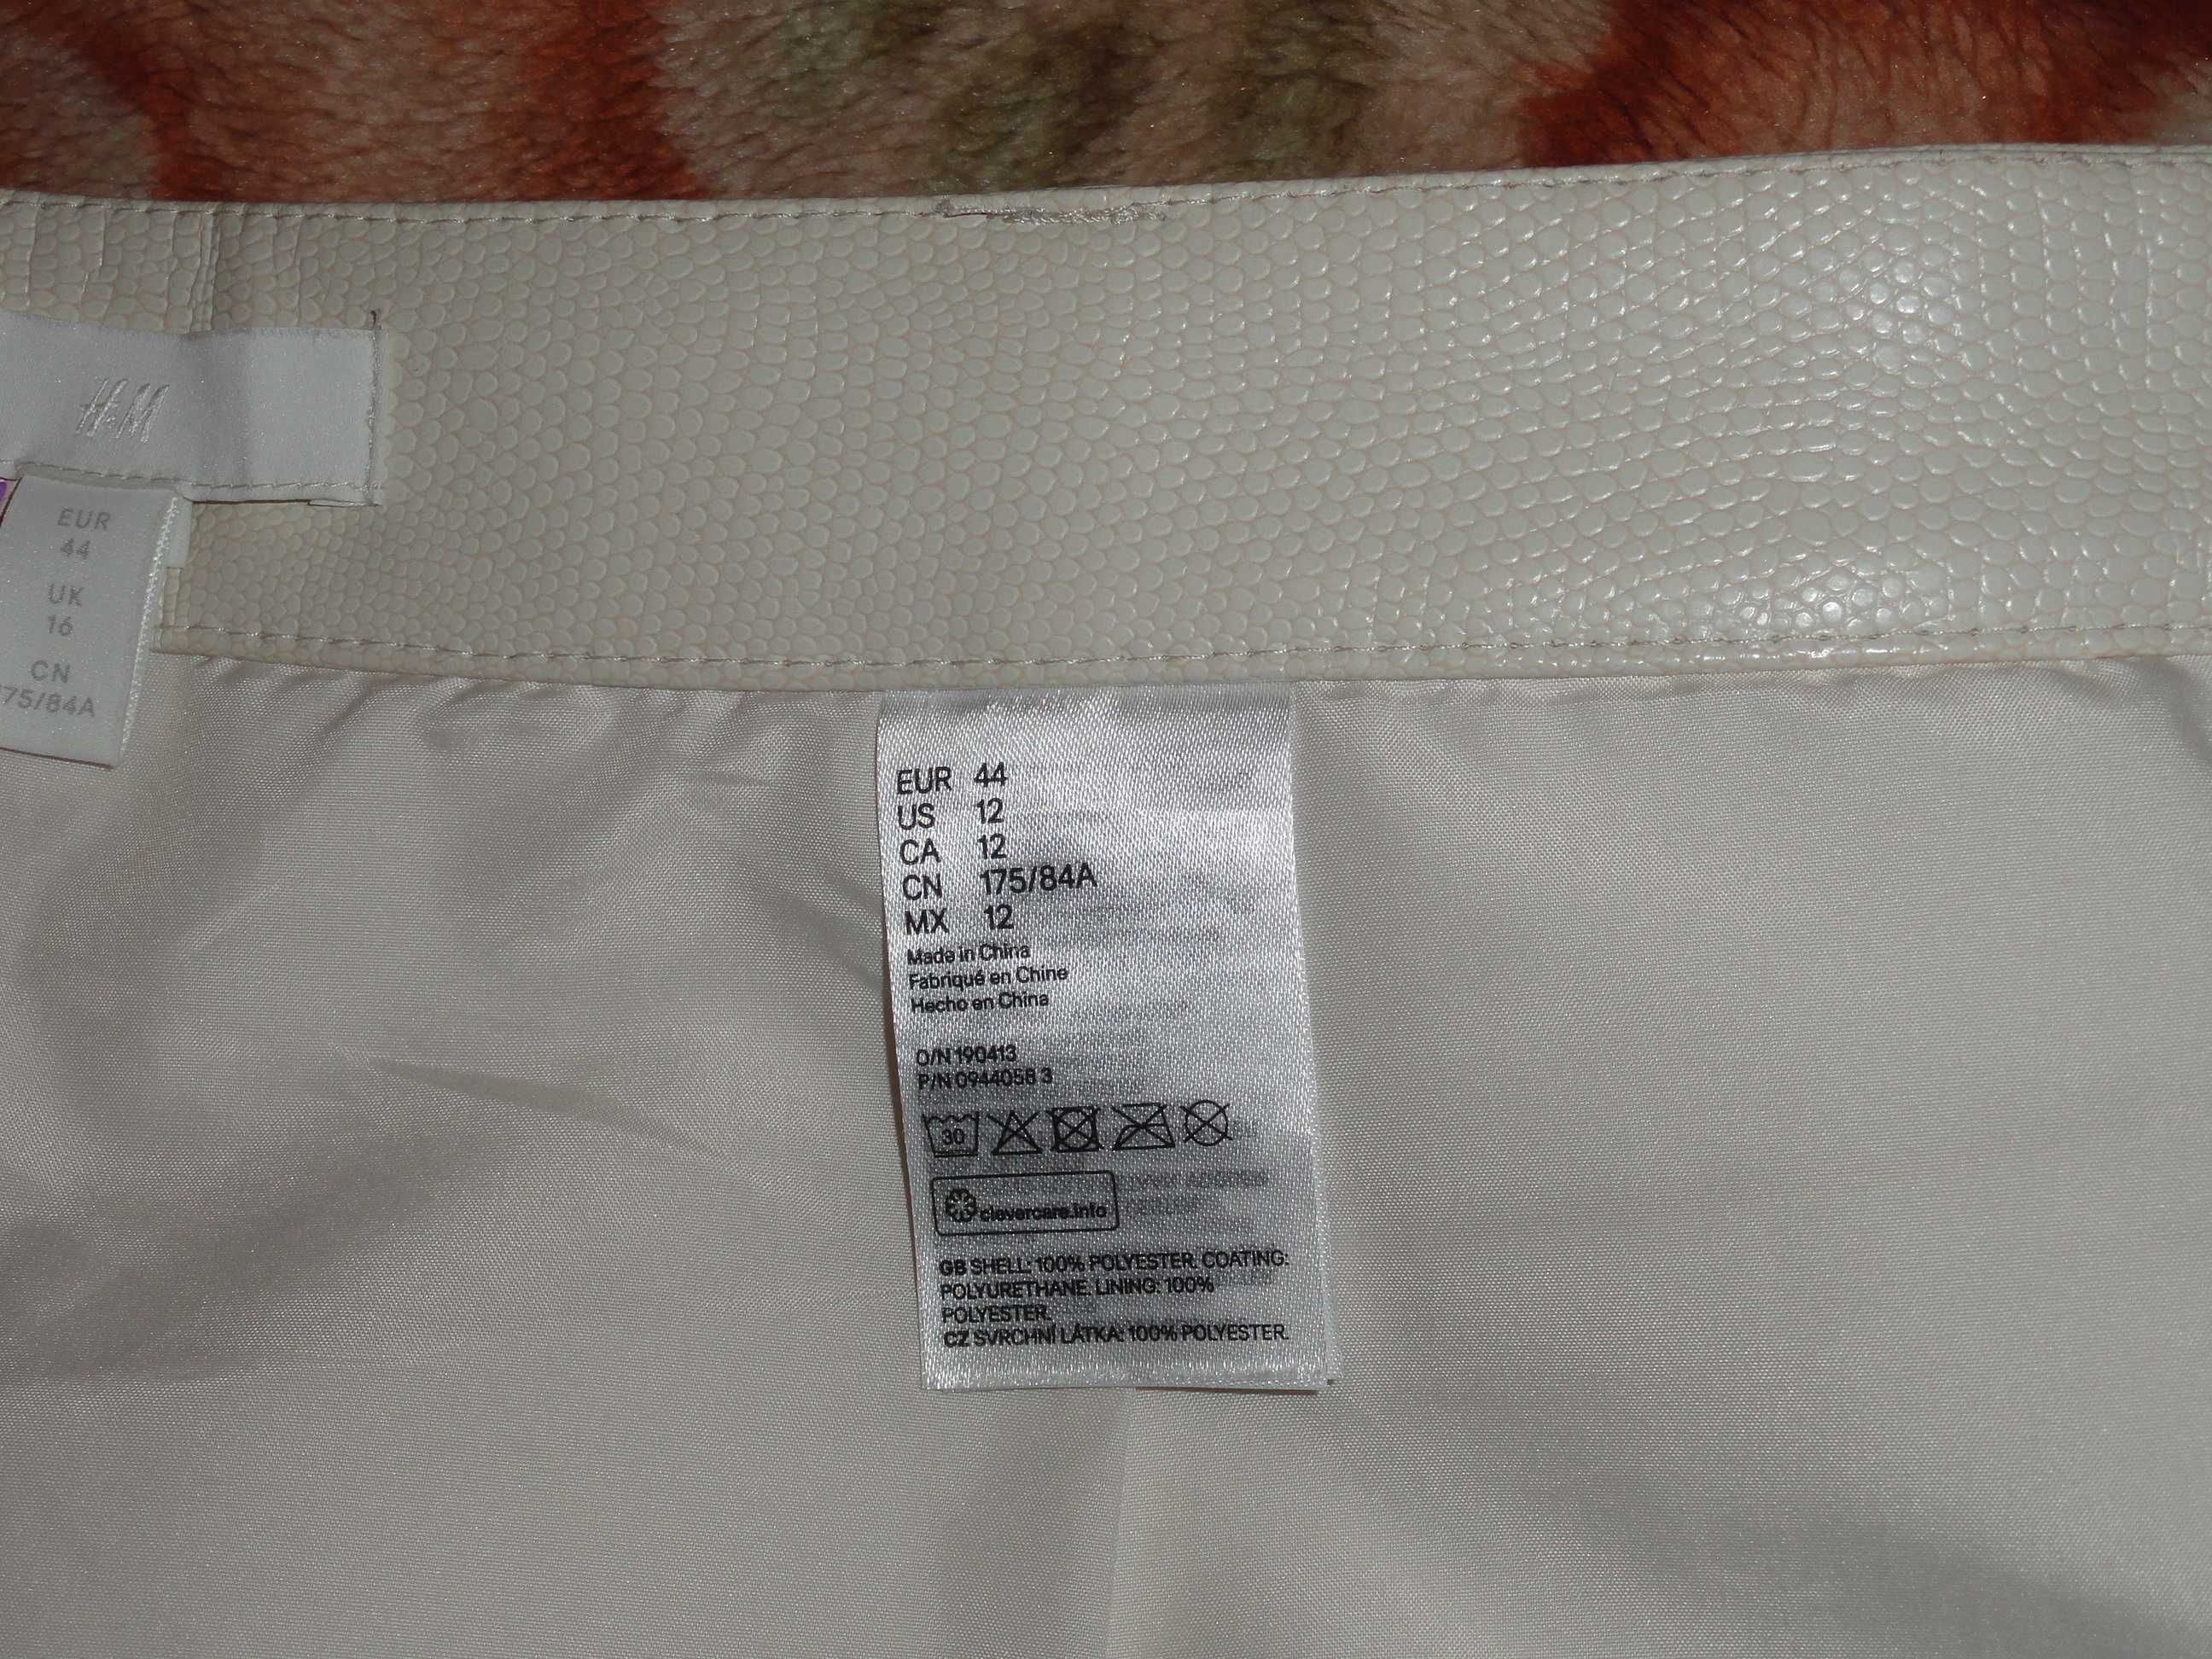 H&M
EUR
44
UK
16
CN
175/84A
EUR 44
US 12
CA 12
CN 175/84A
MX 12
Made in China
Fabriqué en Chine
Hecho en China
O/N 190413
P/N 0944058 3
30
clevercare.info
GB SHELL: 100% POLYESTER. COATING:
POLYURETHANE. LINING: 100%
POLYESTER.
CZ SVRCHNÍ LÁTKA: 100% POLYESTER.